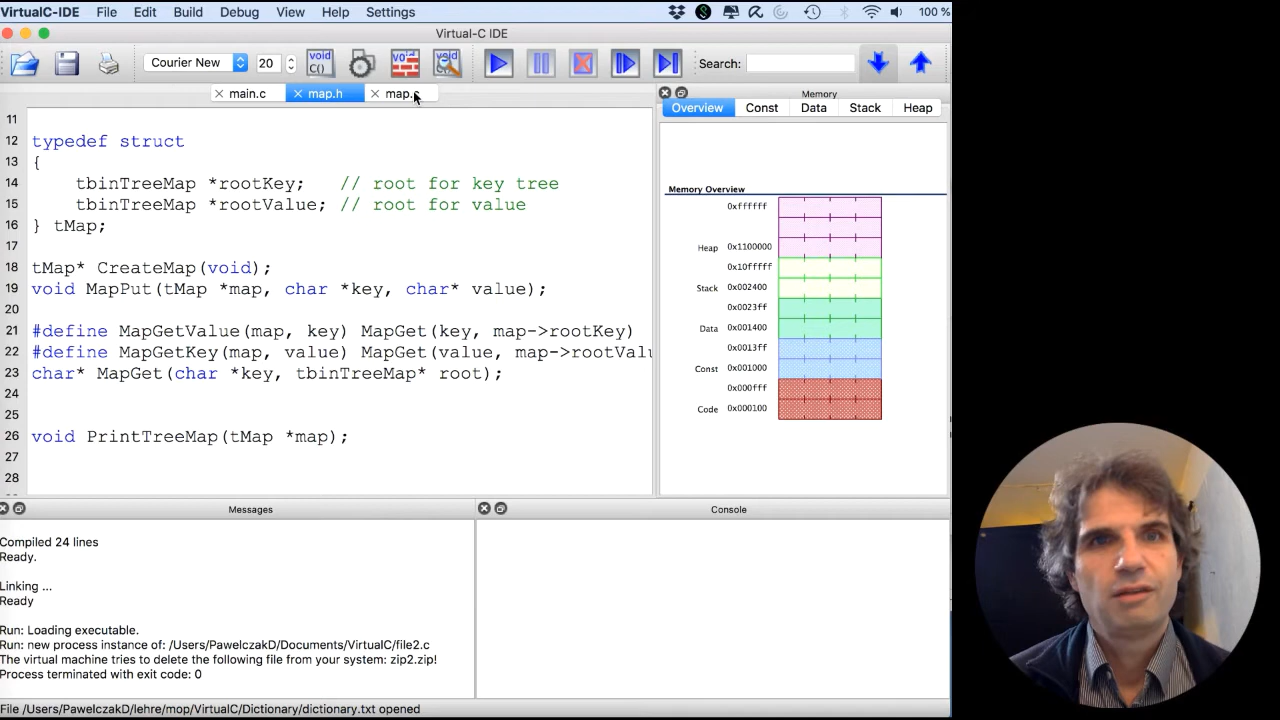 VirtualC-IDE File Edit Build Debug View Help Settings 100 %
Virtual-C IDE
Courier New 20 void C() void void C() Search:
main.c map.h map.
Memory
Overview Const Data Stack Heap
11
12 typedef struct
13 {
14 tbinTreeMap *rootKey; // root for key tree
15 tbinTreeMap *rootValue; // root for value
16 } tMap;
17
18 tMap* CreateMap(void);
19 void MapPut(tMap *map, char *key, char* value);
20
21 #define MapGetValue(map, key) MapGet(key, map->rootKey)
22 #define MapGetKey(map, value) MapGet(value, map->rootValu
23 char* MapGet(char *key, tbinTreeMap* root);
24
25
26 void PrintTreeMap(tMap *map);
27
28
Memory Overview
0xffffff
Heap 0x1100000
0x10fffff
Stack 0x002400
0x0023ff
Data 0x001400
0x0013ff
Const 0x001000
0x000fff
Code 0x000100
Messages
Console
Compiled 24 lines
Ready.
Linking ...
Ready
Run: Loading executable.
Run: new process instance of: /Users/PawelczakD/Documents/VirtualC/file2.c
The virtual machine tries to delete the following file from your system: zip2.zip!
Process terminated with exit code: 0
File /Users/PawelczakD/lehre/mop/VirtualC/Dictionary/dictionary.txt opened